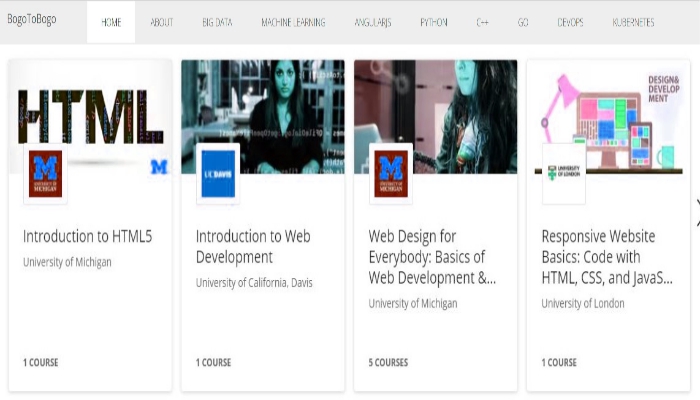 BogoToBogo HOME ABOUT BIG DATA MACHINE LEARNING ANGULARJS PYTHON C++ GO DEVOPS KUBERNETES
HTML
M
M
UNIVERSITY OF
MICHIGAN
Introduction to HTML5
University of Michigan
1 COURSE
UC DAVIS
Introduction to Web
Development
University of California, Davis
1 COURSE
M
UNIVERSITY OF
MICHIGAN
Web Design for
Everybody: Basics of
Web Development &...
University of Michigan
5 COURSES
DESIGN&
DEVELOP
MENT
UNIVERSITY
OF LONDON
Responsive Website
Basics: Code with
HTML, CSS, and JavaS...
University of London
1 COURSE